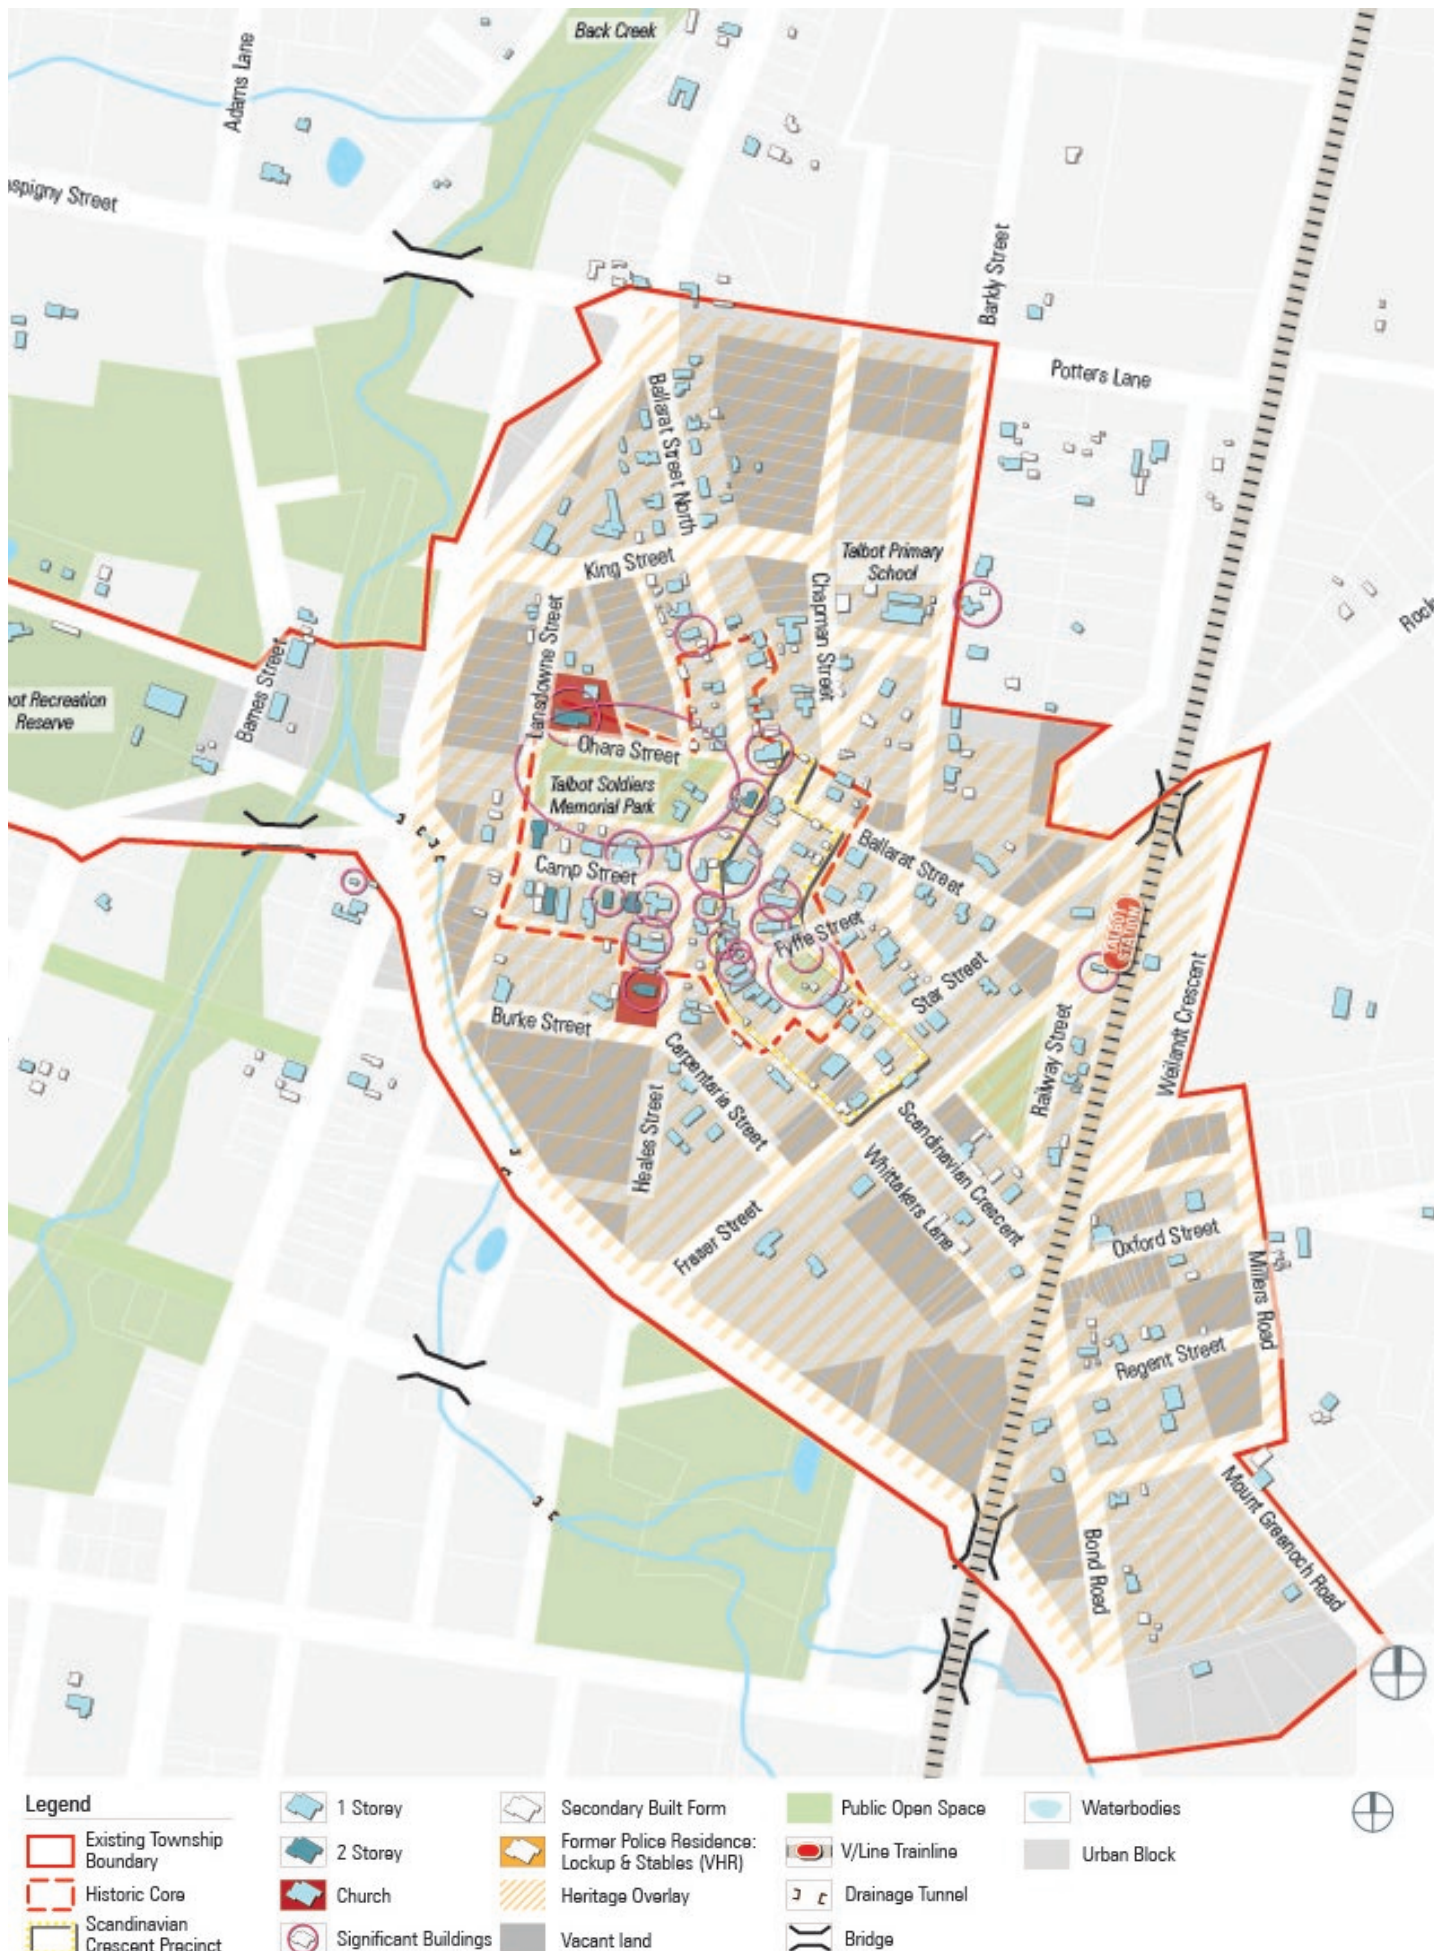 Back Creek
Adams Lane
spigny Street
Barkly Street
Potters Lane
Ballarat Street North
King Street
Talbot Primary
School
Chapman Street
Lansdowne Street
Barnes Street
ot Recreation
Reserve
Ohara Street
Talbot Soldiers
Memorial Park
Camp Street
Ballarat Street
Fyffe Street
TALBOT
STATION
Star Street
Weilandt Crescent
Burke Street
Railway Street
Carpentaria Street
Heales Street
Scandinavian Crescent
Whittakers Lane
Fraser Street
Oxford Street
Millers Road
Regent Street
Mount Greenoch Road
Bond Road
Legend
Existing Township
Boundary
Historic Core
Scandinavian
Crescent Precinct
1 Storey
2 Storey
Church
Significant Buildings
Secondary Built Form
Former Police Residence:
Lockup & Stables (VHR)
Heritage Overlay
Vacant land
Public Open Space
V/Line Trainline
Drainage Tunnel
Bridge
Waterbodies
Urban Block